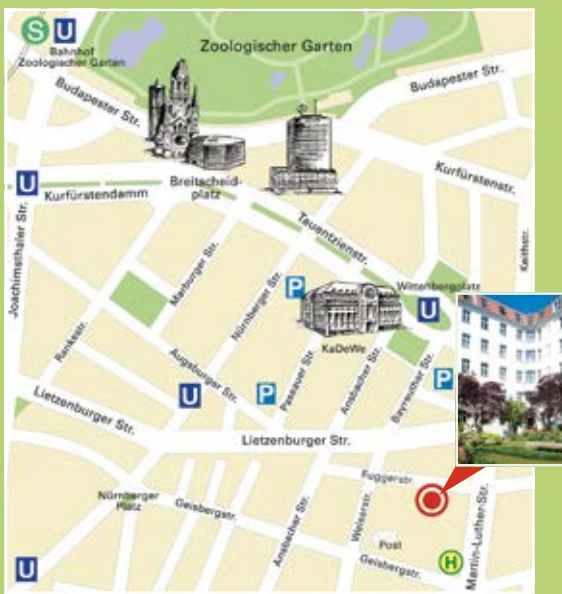 S U
Bahnhof
Zoologischer Garten
Zoologischer Garten
Budapester Str.
Budapester Str.
Breitscheid-
platz
Kurfürstenstr.
U
Kurfürstendamm
Tauentzienstr.
Joachimsthaler Str.
Keithstr.
Marburger Str.
Nürnberger Str.
P
Wittenbergplatz
U
KaDeWe
Rankestr.
Augsburger Str.
Passauer Str.
Ansbacher Str.
Bayreuther Str.
P
U
P
Lietzenburger Str.
Lietzenburger Str.
Fuggerstr.
Nürnberger
Platz
Geisbergstr.
Ansbacher Str.
Welserstr.
Post
Geisbergstr.
H
Martin-Luther-Str.
U